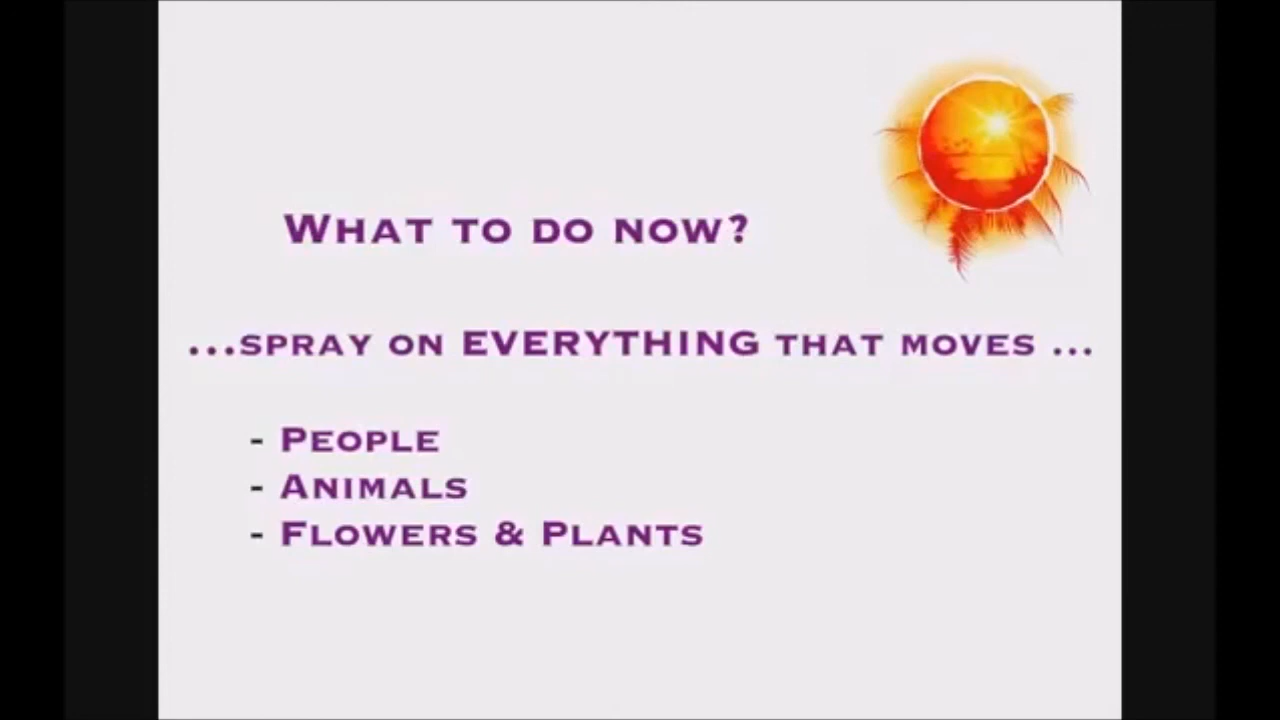 What to do now?
...spray on EVERYTHING that moves ...
- People
- Animals
- Flowers & Plants